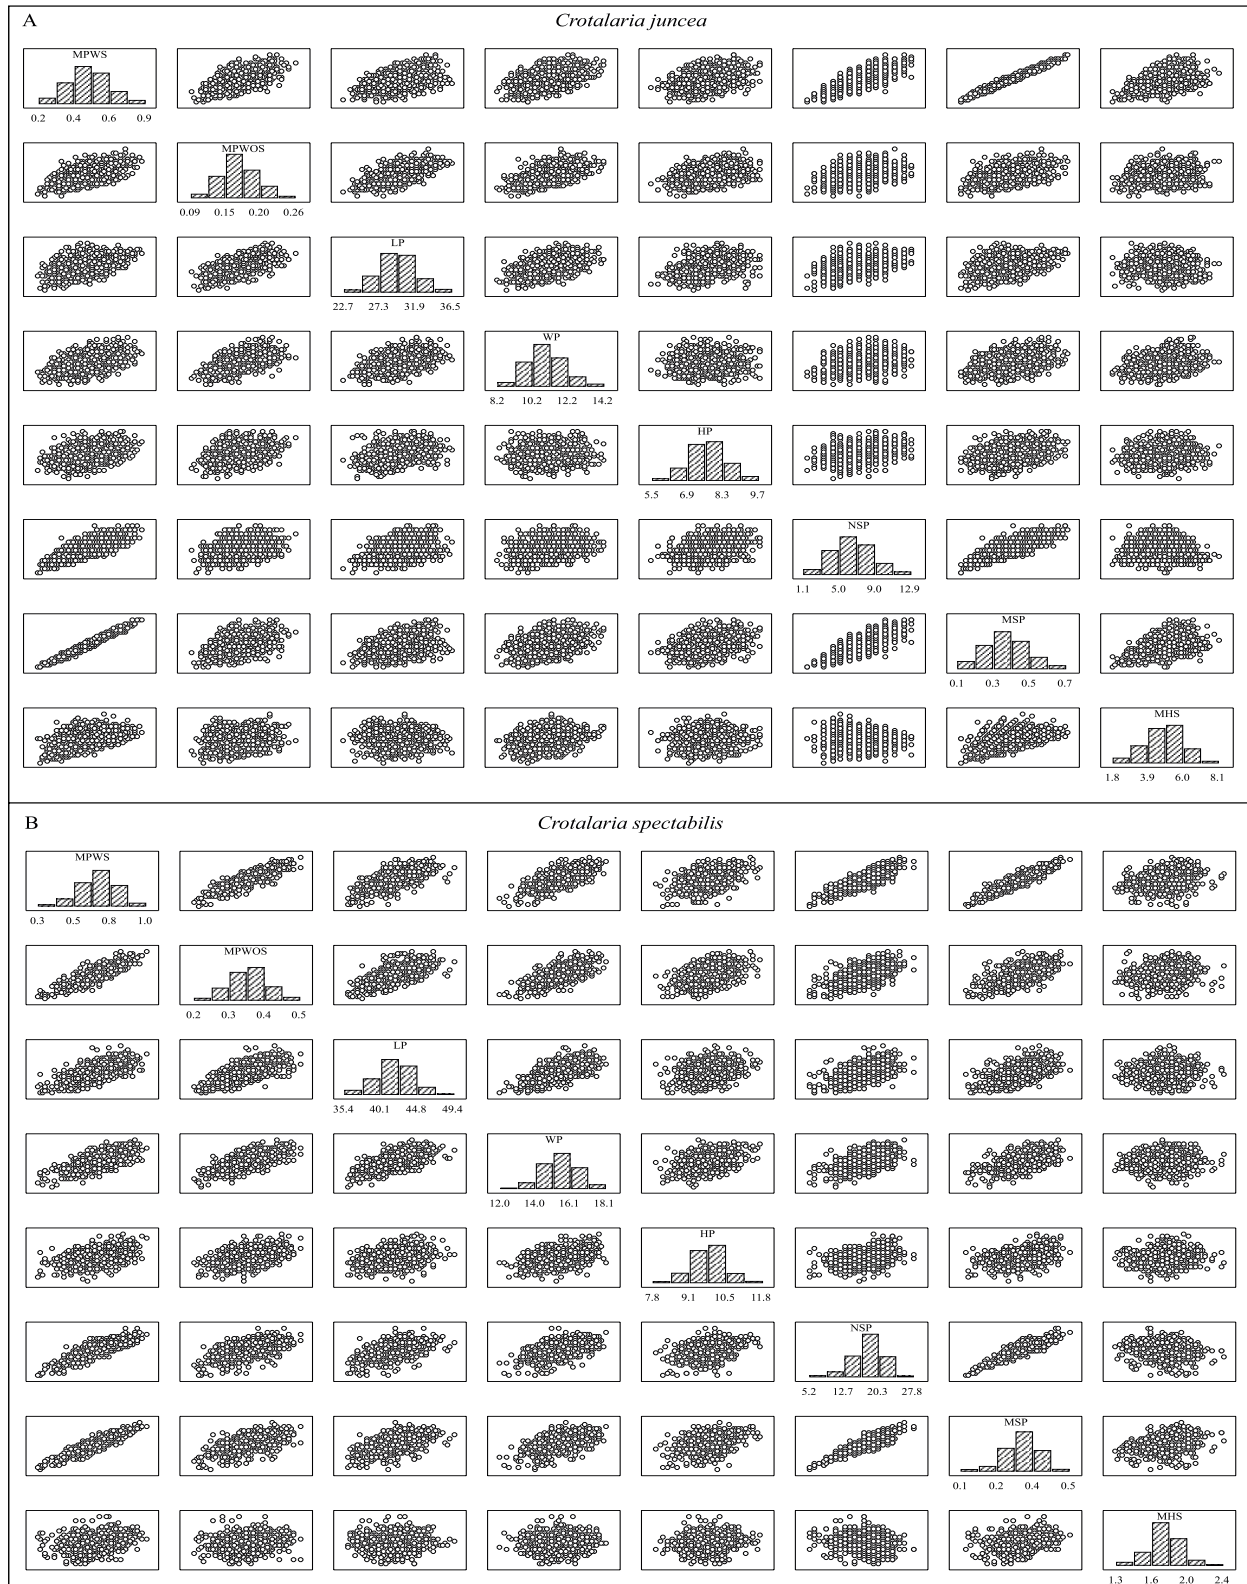 A
Crotalaria juncea
MPWS
0.2 0.4 0.6 0.9
MPWOS
0.09 0.15 0.20 0.26
LP
22.7 27.3 31.9 36.5
WP
8.2 10.2 12.2 14.2
HP
5.5 6.9 8.3 9.7
NSP
1.1 5.0 9.0 12.9
MSP
0.1 0.3 0.5 0.7
MHS
1.8 3.9 6.0 8.1
B
Crotalaria spectabilis
MPWS
0.3 0.5 0.8 1.0
MPWOS
0.2 0.3 0.4 0.5
LP
35.4 40.1 44.8 49.4
WP
12.0 14.0 16.1 18.1
HP
7.8 9.1 10.5 11.8
NSP
5.2 12.7 20.3 27.8
MSP
0.1 0.2 0.4 0.5
MHS
1.3 1.6 2.0 2.4